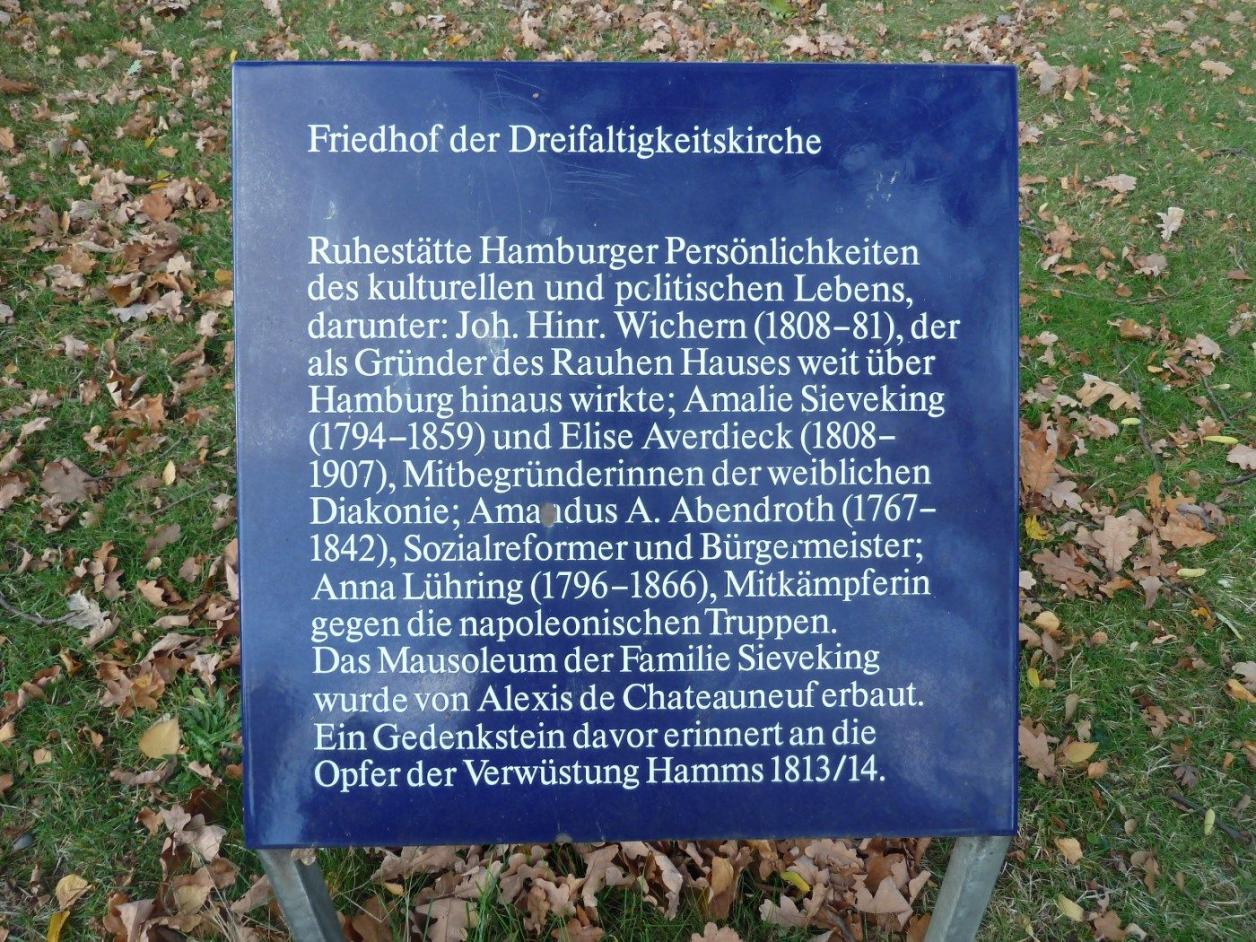 Friedhof der Dreifaltigkeitskirche
Ruhestätte Hamburger Persönlichkeiten
des kulturellen und politischen Lebens,
darunter: Joh. Hinr. Wichern (1808–81), der
als Gründer des Rauhen Hauses weit über
Hamburg hinaus wirkte; Amalie Sieveking
(1794–1859) und Elise Averdieck (1808–
1907), Mitbegründerinnen der weiblichen
Diakonie; Amandus A. Abendroth (1767–
1842), Sozialreformer und Bürgermeister;
Anna Lühring (1796–1866), Mitkämpferin
gegen die napoleonischen Truppen.
Das Mausoleum der Familie Sieveking
wurde von Alexis de Chateauneuf erbaut.
Ein Gedenkstein davor erinnert an die
Opfer der Verwüstung Hamms 1813/14.